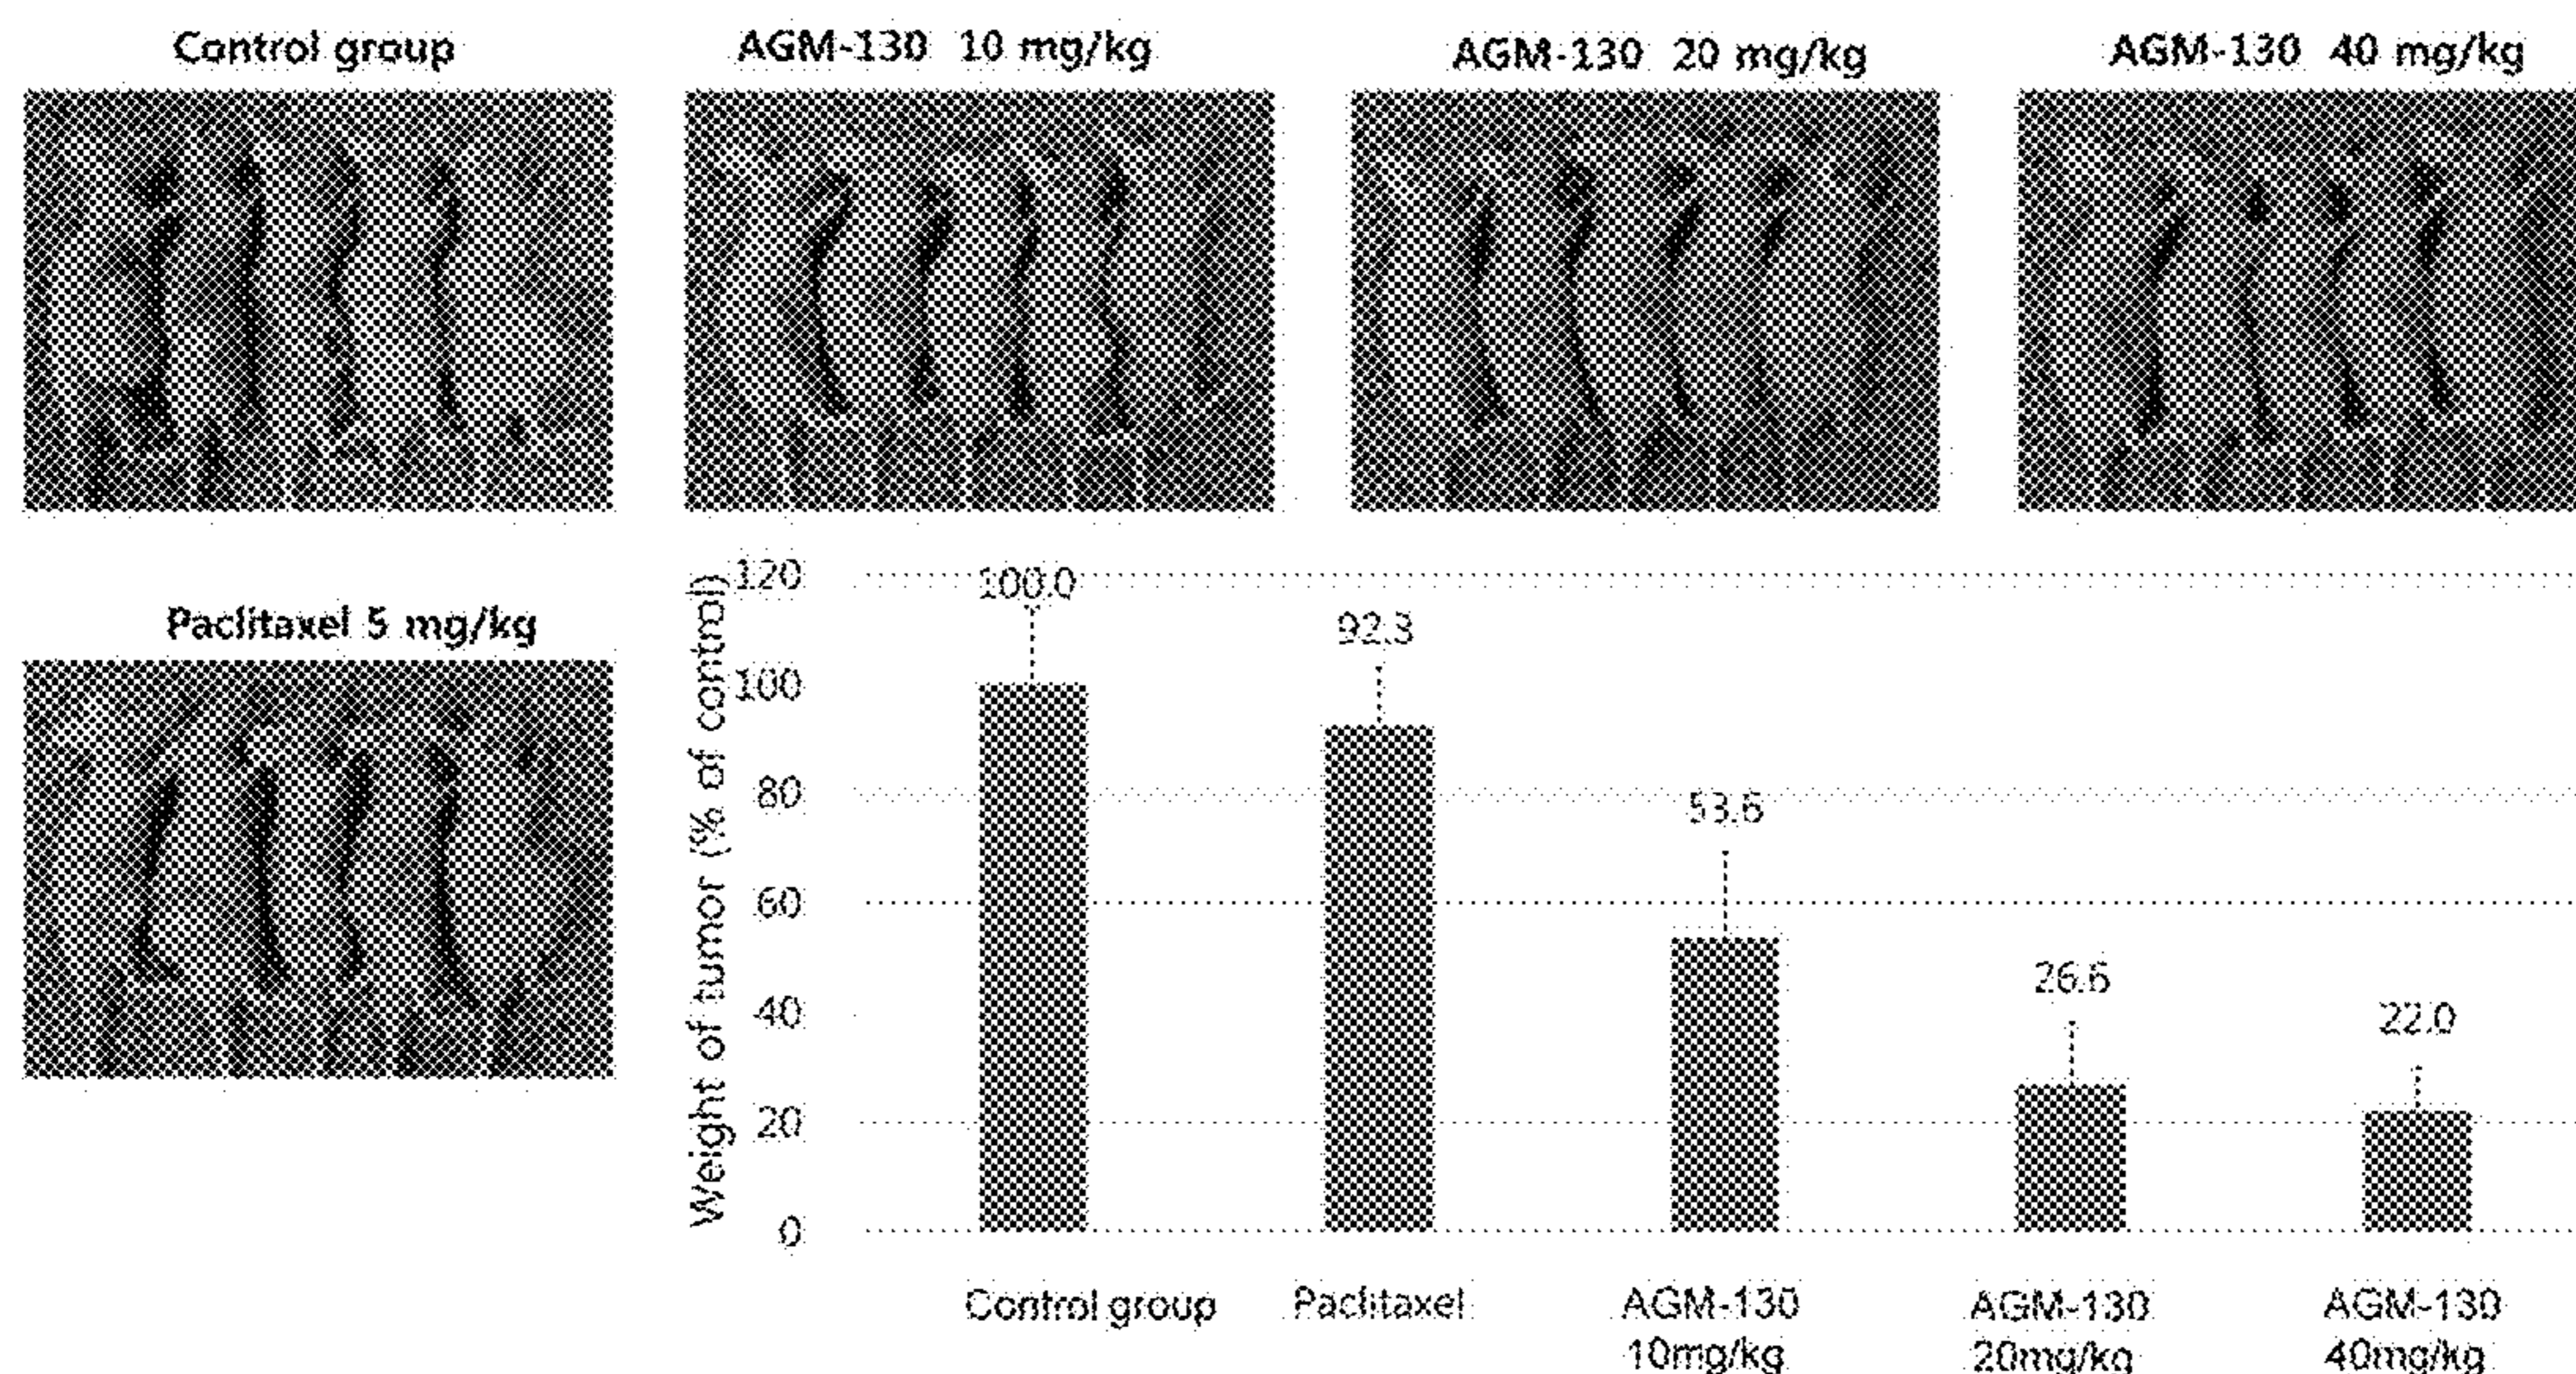 Control group
AGM-130 10 mg/kg
AGM-130 20 mg/kg
AGM-130 40 mg/kg
Paclitaxel 5 mg/kg
Weight of tumor (% of control)
120
100
80
60
40
20
0
100.0
92.3
53.6
26.6
22.0
Control group
Paclitaxel
AGM-130
10mg/kg
AGM-130
20mg/kg
AGM-130
40mg/kg